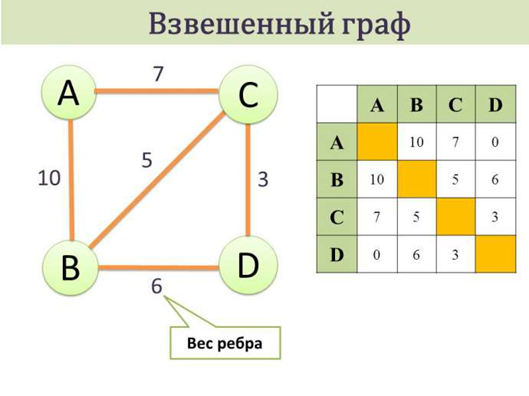 Взвешенный граф
A
7
C
10
5
3
B
6
D
Вес ребра
A B C D
A 10 7 0
B 10 5 6
C 7 5 3
D 0 6 3